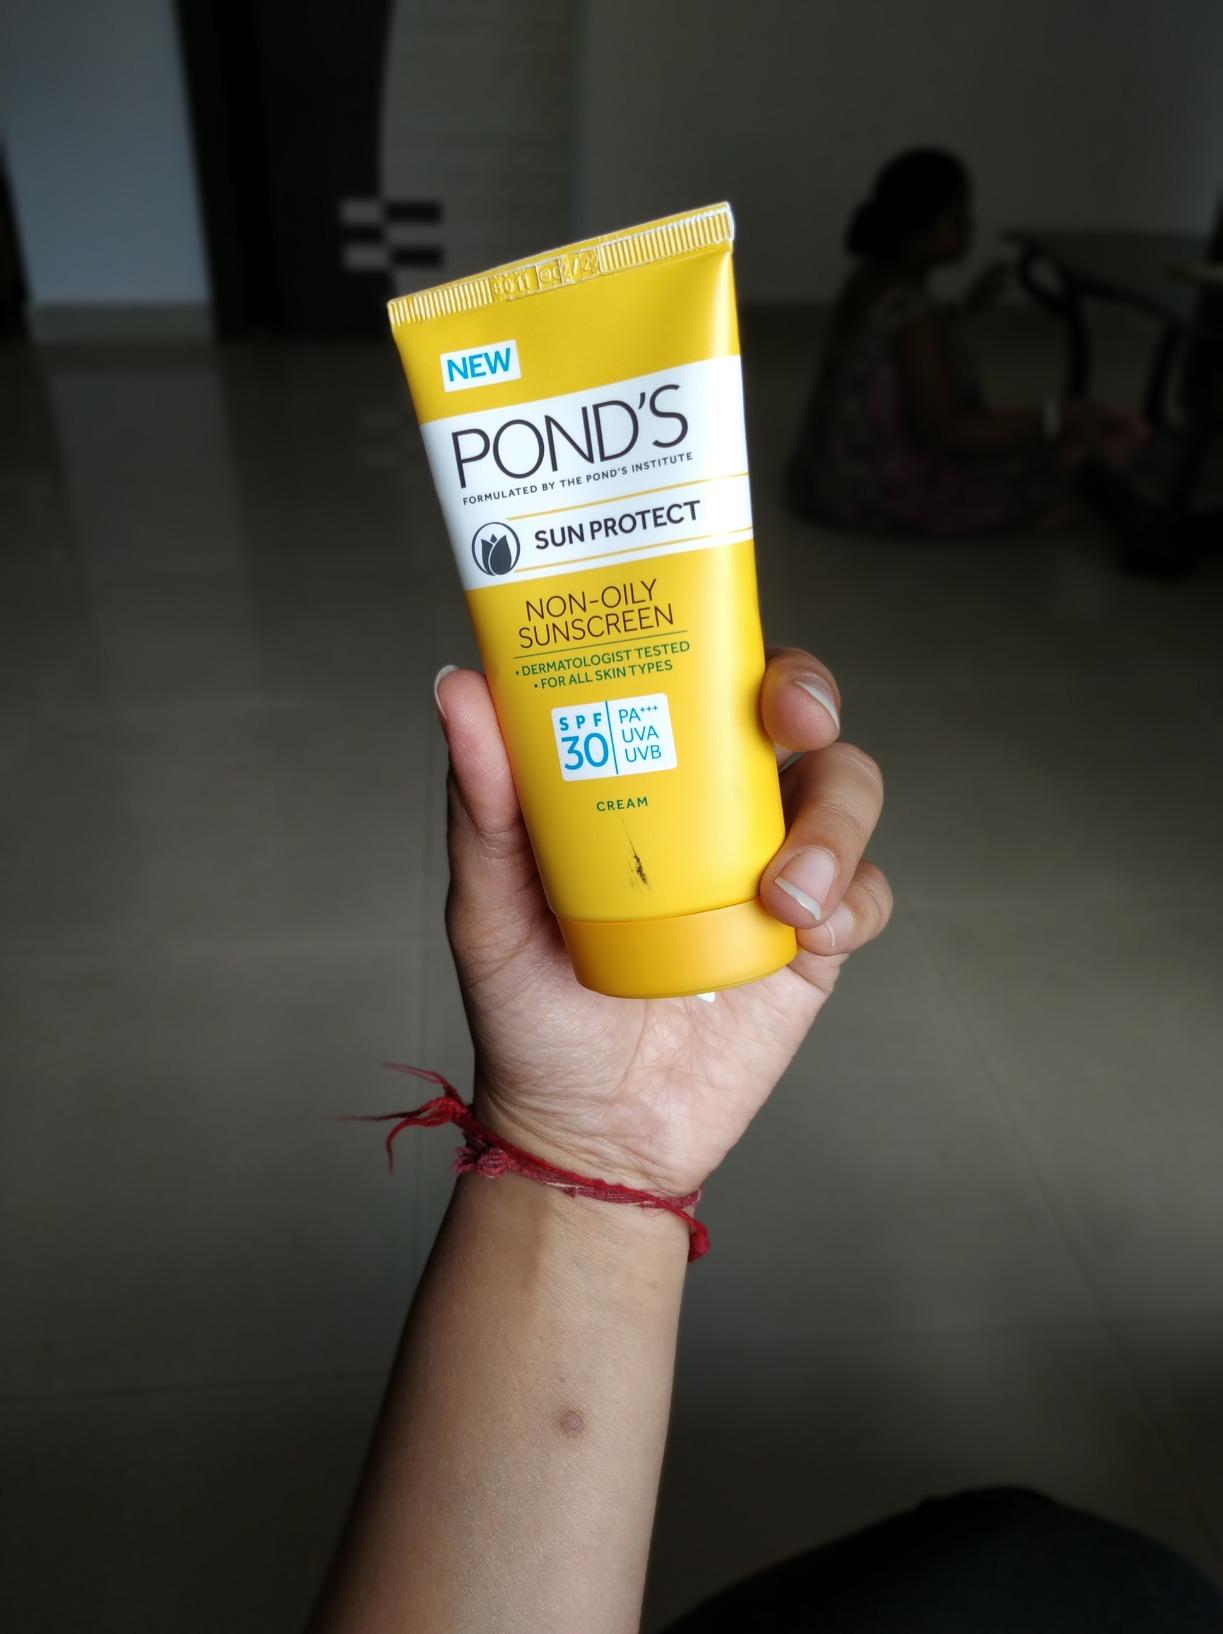 NEW
POND'S
FORMULATED BY THE POND'S INSTITUTE
SUN PROTECT
NON-OILY
SUNSCREEN
• DERMATOLOGIST TESTED
• FOR ALL SKIN TYPES
SPF
30
PA+++
UVA
UVB
CREAM